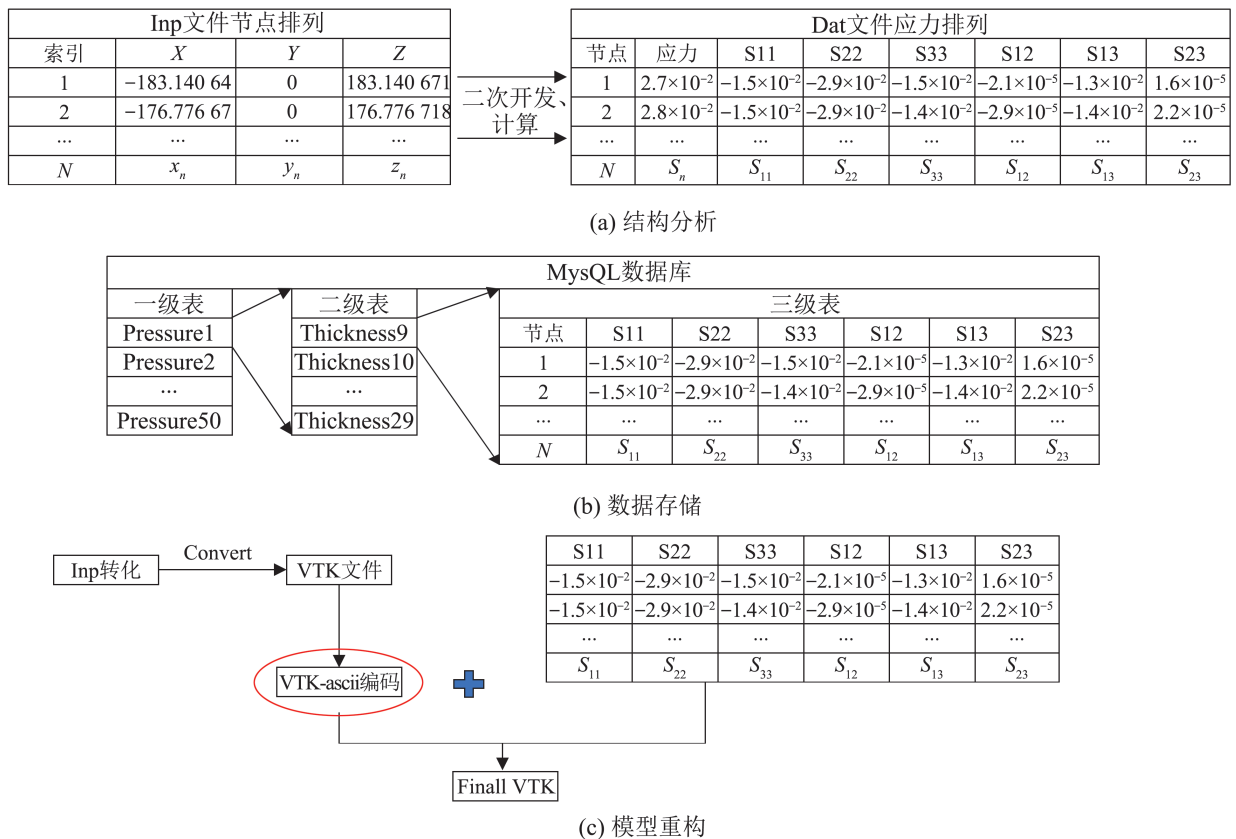 Inp文件节点排列
索引 X Y Z
1 −183.140 64 0 183.140 671
2 −176.776 67 0 176.776 718
... ... ... ...
N xₙ yₙ zₙ
二次开发、
计算
Dat文件应力排列
节点 应力 S11 S22 S33 S12 S13 S23
1 2.7×10⁻² −1.5×10⁻² −2.9×10⁻² −1.5×10⁻² −2.1×10⁻⁵ −1.3×10⁻² 1.6×10⁻⁵
2 2.8×10⁻² −1.5×10⁻² −2.9×10⁻² −1.4×10⁻² −2.9×10⁻⁵ −1.4×10⁻² 2.2×10⁻⁵
... ... ... ... ... ... ... ...
N Sₙ S₁₁ S₂₂ S₃₃ S₁₂ S₁₃ S₂₃
(a) 结构分析
MysQL数据库
一级表
Pressure1
Pressure2
...
Pressure50
二级表
Thickness9
Thickness10
...
Thickness29
三级表
节点 S11 S22 S33 S12 S13 S23
1 −1.5×10⁻² −2.9×10⁻² −1.5×10⁻² −2.1×10⁻⁵ −1.3×10⁻² 1.6×10⁻⁵
2 −1.5×10⁻² −2.9×10⁻² −1.4×10⁻² −2.9×10⁻⁵ −1.4×10⁻² 2.2×10⁻⁵
... ... ... ... ... ... ...
N S₁₁ S₂₂ S₃₃ S₁₂ S₁₃ S₂₃
(b) 数据存储
Inp转化
Convert
VTK文件
VTK-ascii编码
S11 S22 S33 S12 S13 S23
−1.5×10⁻² −2.9×10⁻² −1.5×10⁻² −2.1×10⁻⁵ −1.3×10⁻² 1.6×10⁻⁵
−1.5×10⁻² −2.9×10⁻² −1.4×10⁻² −2.9×10⁻⁵ −1.4×10⁻² 2.2×10⁻⁵
... ... ... ... ... ...
S₁₁ S₂₂ S₃₃ S₁₂ S₁₃ S₂₃
Finall VTK
(c) 模型重构